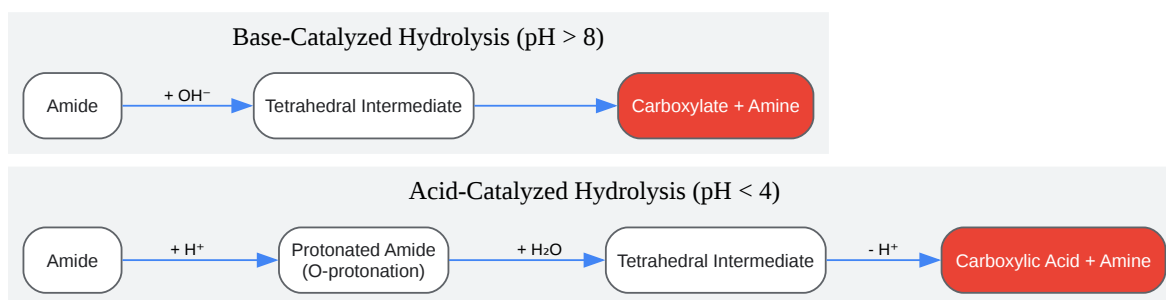 Base-Catalyzed Hydrolysis (pH > 8)
Amide
+ OH⁻
Tetrahedral Intermediate
Carboxylate + Amine
Acid-Catalyzed Hydrolysis (pH < 4)
Amide
+ H⁺
Protonated Amide
(O-protonation)
+ H₂O
Tetrahedral Intermediate
- H⁺
Carboxylic Acid + Amine